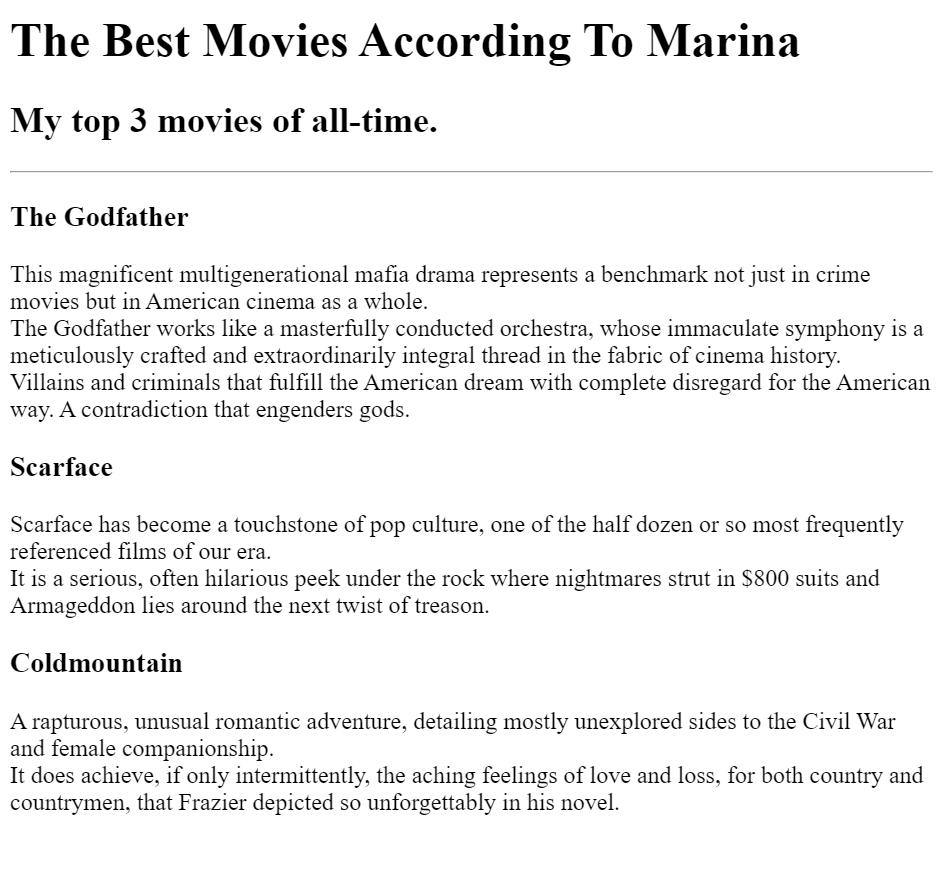 The Best Movies According To Marina
My top 3 movies of all-time.
The Godfather
This magnificent multigenerational mafia drama represents a benchmark not just in crime
movies but in American cinema as a whole.
The Godfather works like a masterfully conducted orchestra, whose immaculate symphony is a
meticulously crafted and extraordinarily integral thread in the fabric of cinema history.
Villains and criminals that fulfill the American dream with complete disregard for the American
way. A contradiction that engenders gods.
Scarface
Scarface has become a touchstone of pop culture, one of the half dozen or so most frequently
referenced films of our era.
It is a serious, often hilarious peek under the rock where nightmares strut in $800 suits and
Armageddon lies around the next twist of treason.
Coldmountain
A rapturous, unusual romantic adventure, detailing mostly unexplored sides to the Civil War
and female companionship.
It does achieve, if only intermittently, the aching feelings of love and loss, for both country and
countrymen, that Frazier depicted so unforgettably in his novel.